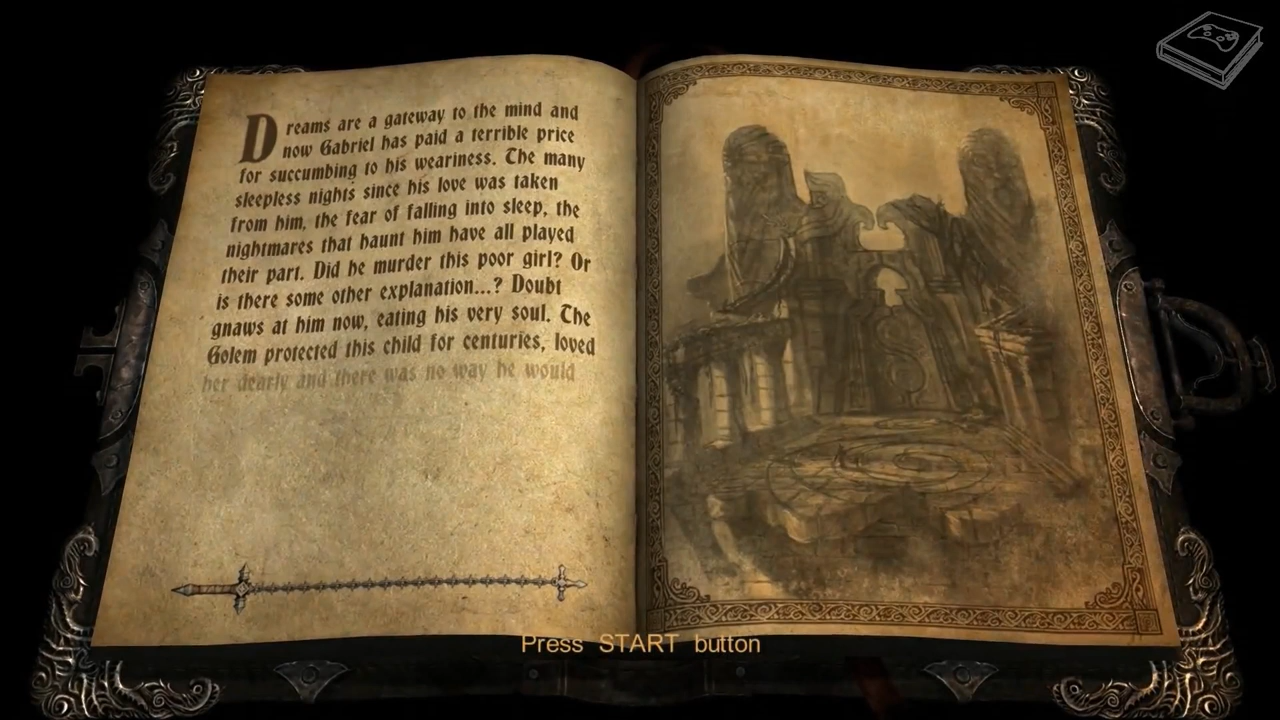 Dreams are a gateway to the mind and
now Gabriel has paid a terrible price
for succumbing to his weariness. The many
sleepless nights since his love was taken
from him, the fear of falling into sleep, the
nightmares that haunt him have all played
their part. Did he murder this poor girl? Or
is there some other explanation...? Doubt
gnaws at him now, eating his very soul. The
Golem protected this child for centuries, loved
her dearly and there was no way he would
Press START button